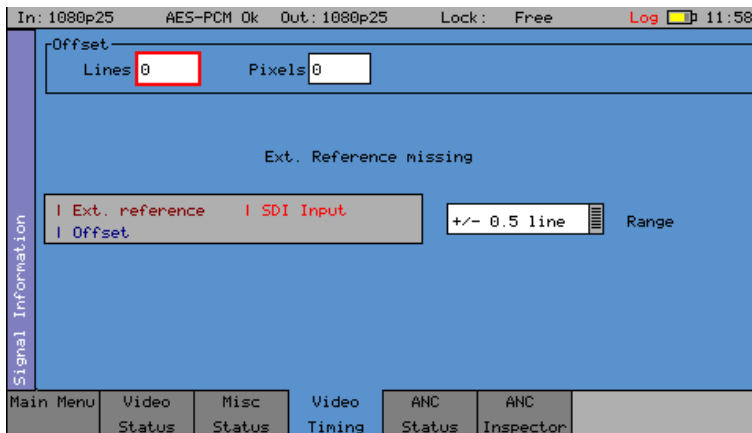 In: 1080p25 AES-PCM Ok Out: 1080p25 Lock: Free Log 11:58
Offset
Lines 0 Pixels 0
Ext. Reference missing
| Ext. reference | SDI Input
| Offset
+/- 0.5 line Range
Signal Information
Main Menu Video Status Misc Status Video Timing ANC Status ANC Inspector